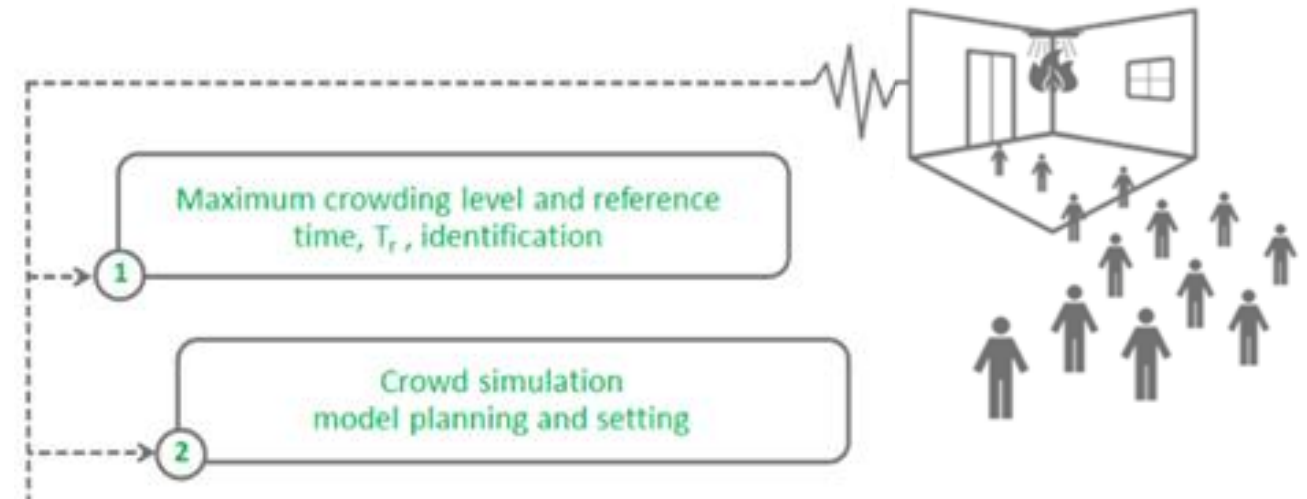 Maximum crowding level and reference
time, Tr , identification
1
Crowd simulation
model planning and setting
2